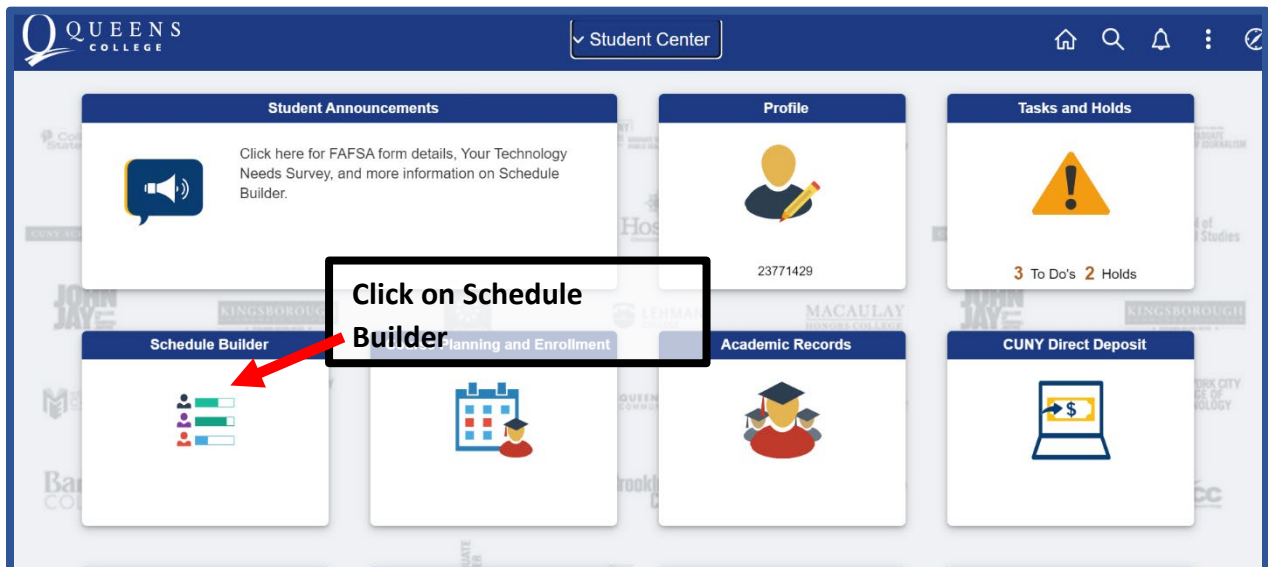 QUEENS
COLLEGE
Student Center
Student Announcements
Click here for FAFSA form details, Your Technology
Needs Survey, and more information on Schedule
Builder.
Profile
23771429
Tasks and Holds
3 To Do's 2 Holds
Click on Schedule
Builder
Schedule Builder
Planning and Enrollment
Academic Records
CUNY Direct Deposit
$
JOHN
JAY
KINGSBOROUGH
LEHMAN
MACAULAY
HONORS COLLEGE
JOHN
JAY
KINGSBOROUGH